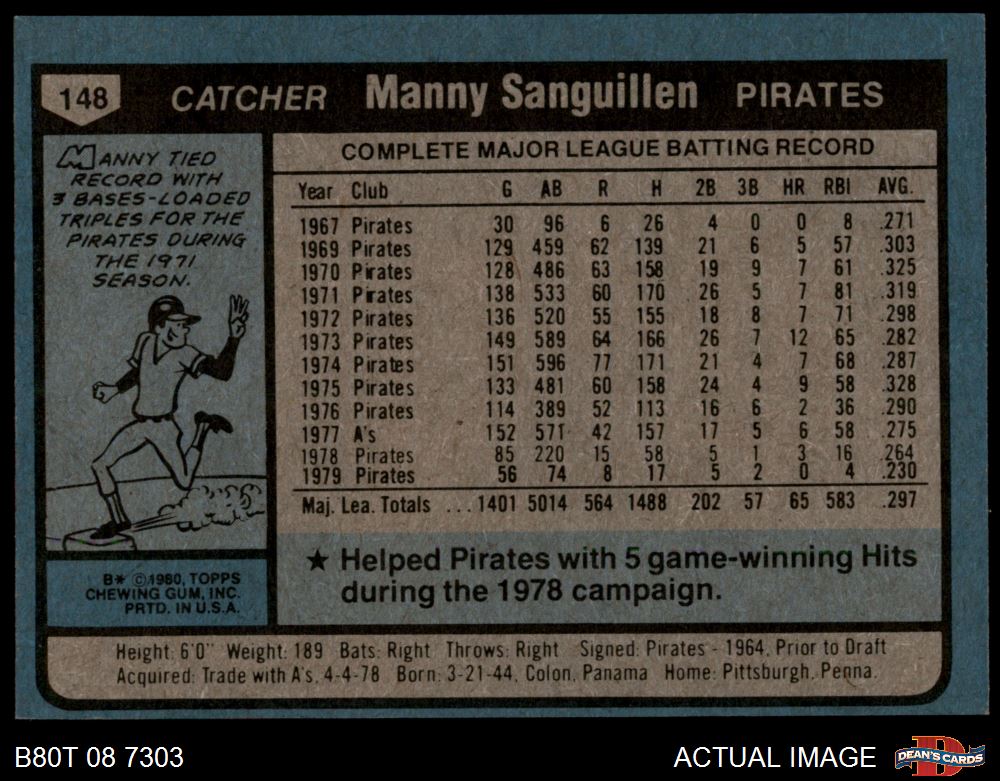 148 CATCHER Manny Sanguillen PIRATES
MANNY TIED
RECORD WITH
3 BASES-LOADED
TRIPLES FOR THE
PIRATES DURING
THE 1971
SEASON.
COMPLETE MAJOR LEAGUE BATTING RECORD
Year Club G AB R H 2B 3B HR RBI AVG.
1967 Pirates 30 96 6 26 4 0 0 8 .271
1969 Pirates 129 459 62 139 21 6 5 57 .303
1970 Pirates 128 486 63 158 19 9 7 61 .325
1971 Pirates 138 533 60 170 26 5 7 81 .319
1972 Pirates 136 520 55 155 18 8 7 71 .298
1973 Pirates 149 589 64 166 26 7 12 65 .282
1974 Pirates 151 596 77 171 21 4 7 68 .287
1975 Pirates 133 481 60 158 24 4 9 58 .328
1976 Pirates 114 389 52 113 16 6 2 36 .290
1977 A's 152 571 42 157 17 5 6 58 .275
1978 Pirates 85 220 15 58 5 1 3 16 .264
1979 Pirates 56 74 8 17 5 2 0 4 .230
Maj. Lea. Totals ...1401 5014 564 1488 202 57 65 583 .297
★ Helped Pirates with 5 game-winning Hits
during the 1978 campaign.
B* ©1980, TOPPS
CHEWING GUM, INC.
PRTD. IN U.S.A.
Height: 6'0" Weight: 189 Bats: Right Throws: Right Signed: Pirates - 1964, Prior to Draft
Acquired: Trade with A's, 4-4-78 Born: 3-21-44, Colon, Panama Home: Pittsburgh, Penna.
B80T 08 7303 ACTUAL IMAGE DEAN'S CARDS